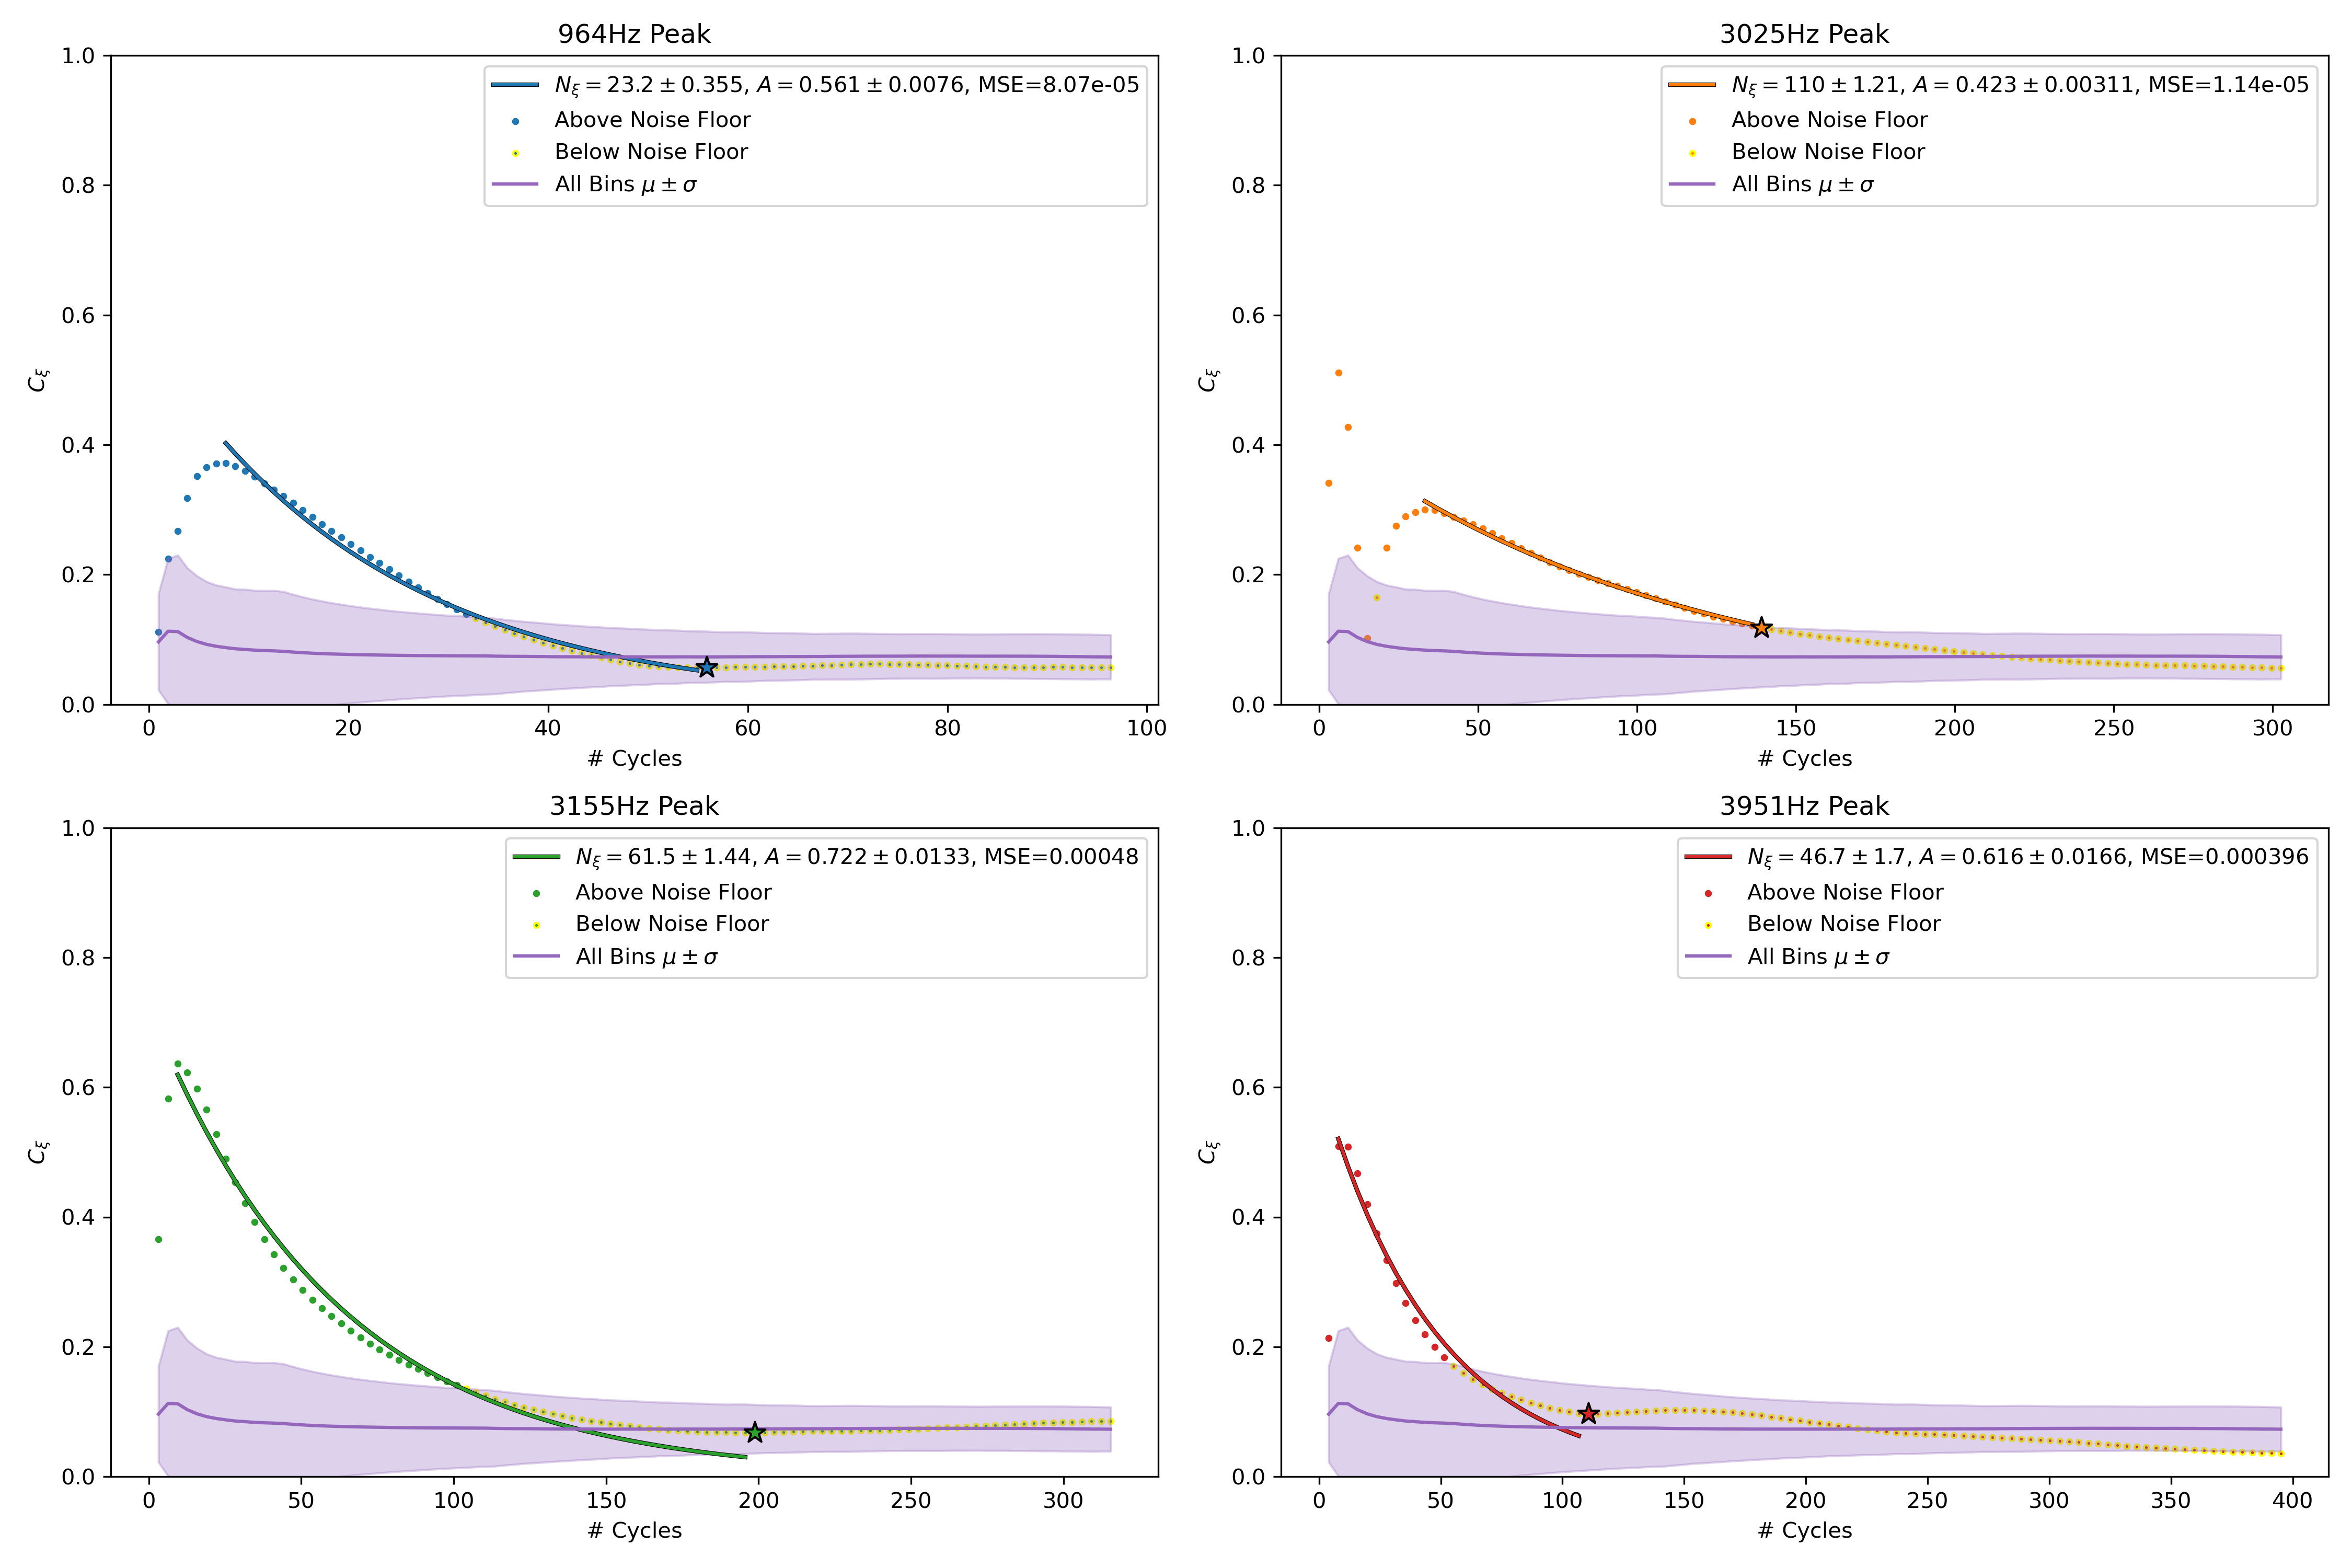 964Hz Peak
1.0
0.8
0.6
0.4
0.2
0.0
C_ξ
N_ξ = 23.2 ± 0.355, A = 0.561 ± 0.0076, MSE=8.07e-05
Above Noise Floor
Below Noise Floor
All Bins μ ± σ
0 20 40 60 80 100
# Cycles
3025Hz Peak
1.0
0.8
0.6
0.4
0.2
0.0
C_ξ
N_ξ = 110 ± 1.21, A = 0.423 ± 0.00311, MSE=1.14e-05
Above Noise Floor
Below Noise Floor
All Bins μ ± σ
0 50 100 150 200 250 300
# Cycles
3155Hz Peak
1.0
0.8
0.6
0.4
0.2
0.0
C_ξ
N_ξ = 61.5 ± 1.44, A = 0.722 ± 0.0133, MSE=0.00048
Above Noise Floor
Below Noise Floor
All Bins μ ± σ
0 50 100 150 200 250 300
# Cycles
3951Hz Peak
1.0
0.8
0.6
0.4
0.2
0.0
C_ξ
N_ξ = 46.7 ± 1.7, A = 0.616 ± 0.0166, MSE=0.000396
Above Noise Floor
Below Noise Floor
All Bins μ ± σ
0 50 100 150 200 250 300 350 400
# Cycles